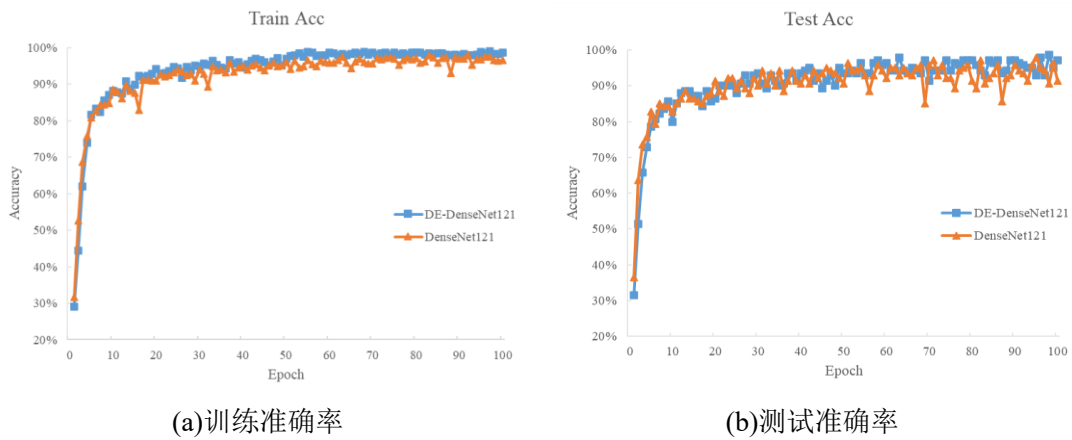 Train Acc
100%
90%
80%
70%
60%
50%
40%
30%
20%
Accuracy
0 10 20 30 40 50 60 70 80 90 100
Epoch
DE-DenseNet121
DenseNet121
(a)训练准确率
Test Acc
100%
90%
80%
70%
60%
50%
40%
30%
20%
Accuracy
0 10 20 30 40 50 60 70 80 90 100
Epoch
DE-DenseNet121
DenseNet121
(b)测试准确率